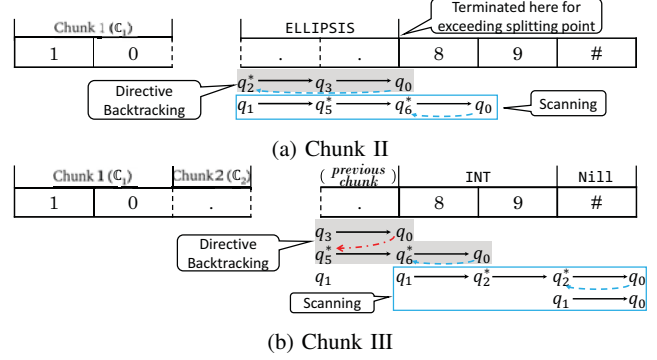 Chunk 1 (ℂ₁)
ELLIPSIS
Terminated here for
exceeding splitting point
1 0 . . 8 9 #
Directive
Backtracking
q₂* q₃ q₀
q₁ q₅* q₆* q₀
Scanning
(a) Chunk II
Chunk 1 (ℂ₁) Chunk 2 (ℂ₂)
( previous
chunk )
INT
Nill
1 0 . . 8 9 #
Directive
Backtracking
q₃ q₀
q₅* q₆* q₀
q₁ q₁ q₂* q₂* q₀
Scanning
q₁ q₀
(b) Chunk III